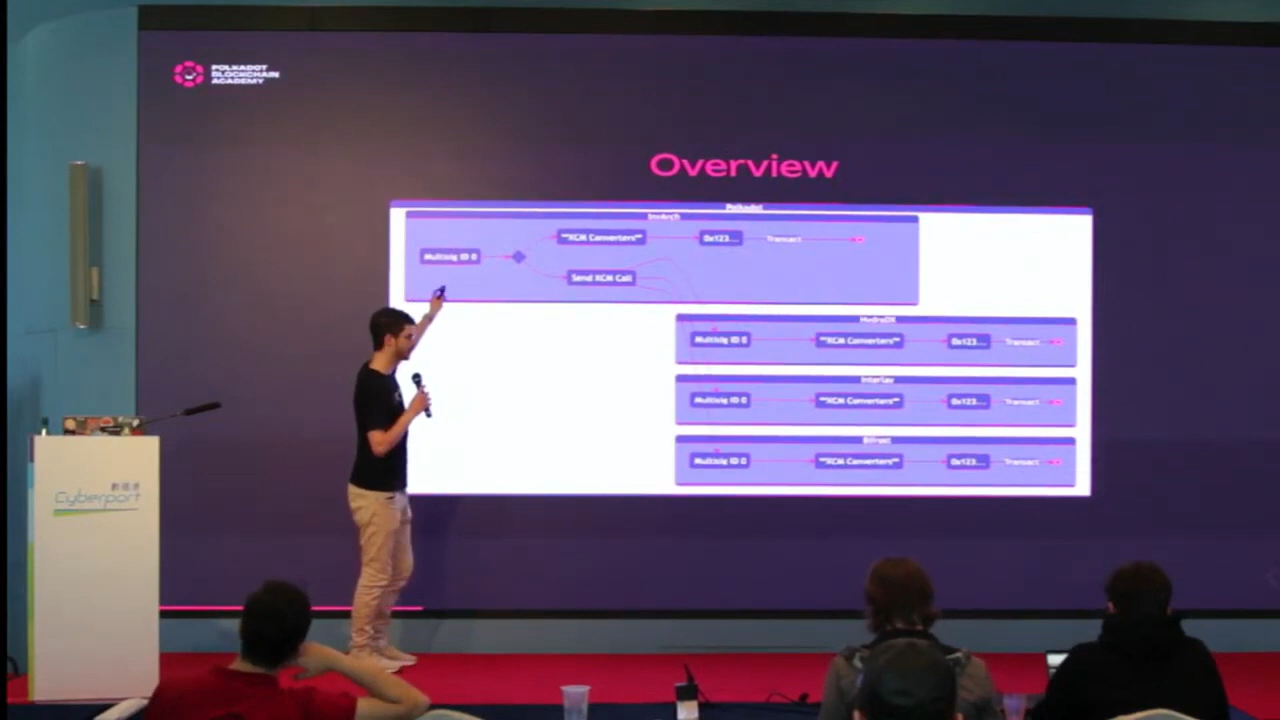 POLKADOT
BLOCKCHAIN
ACADEMY
Overview
Polkadot
InvArch
Multisig ID 0
"XCM Converters"
0x123...
Transact
Send XCM Call
HydraDX
Multisig ID 0
"XCM Converters"
0x123...
Transact
Interlay
Multisig ID 0
"XCM Converters"
0x123...
Transact
Bifrost
Multisig ID 0
"XCM Converters"
0x123...
Transact
數碼港
Cyberport